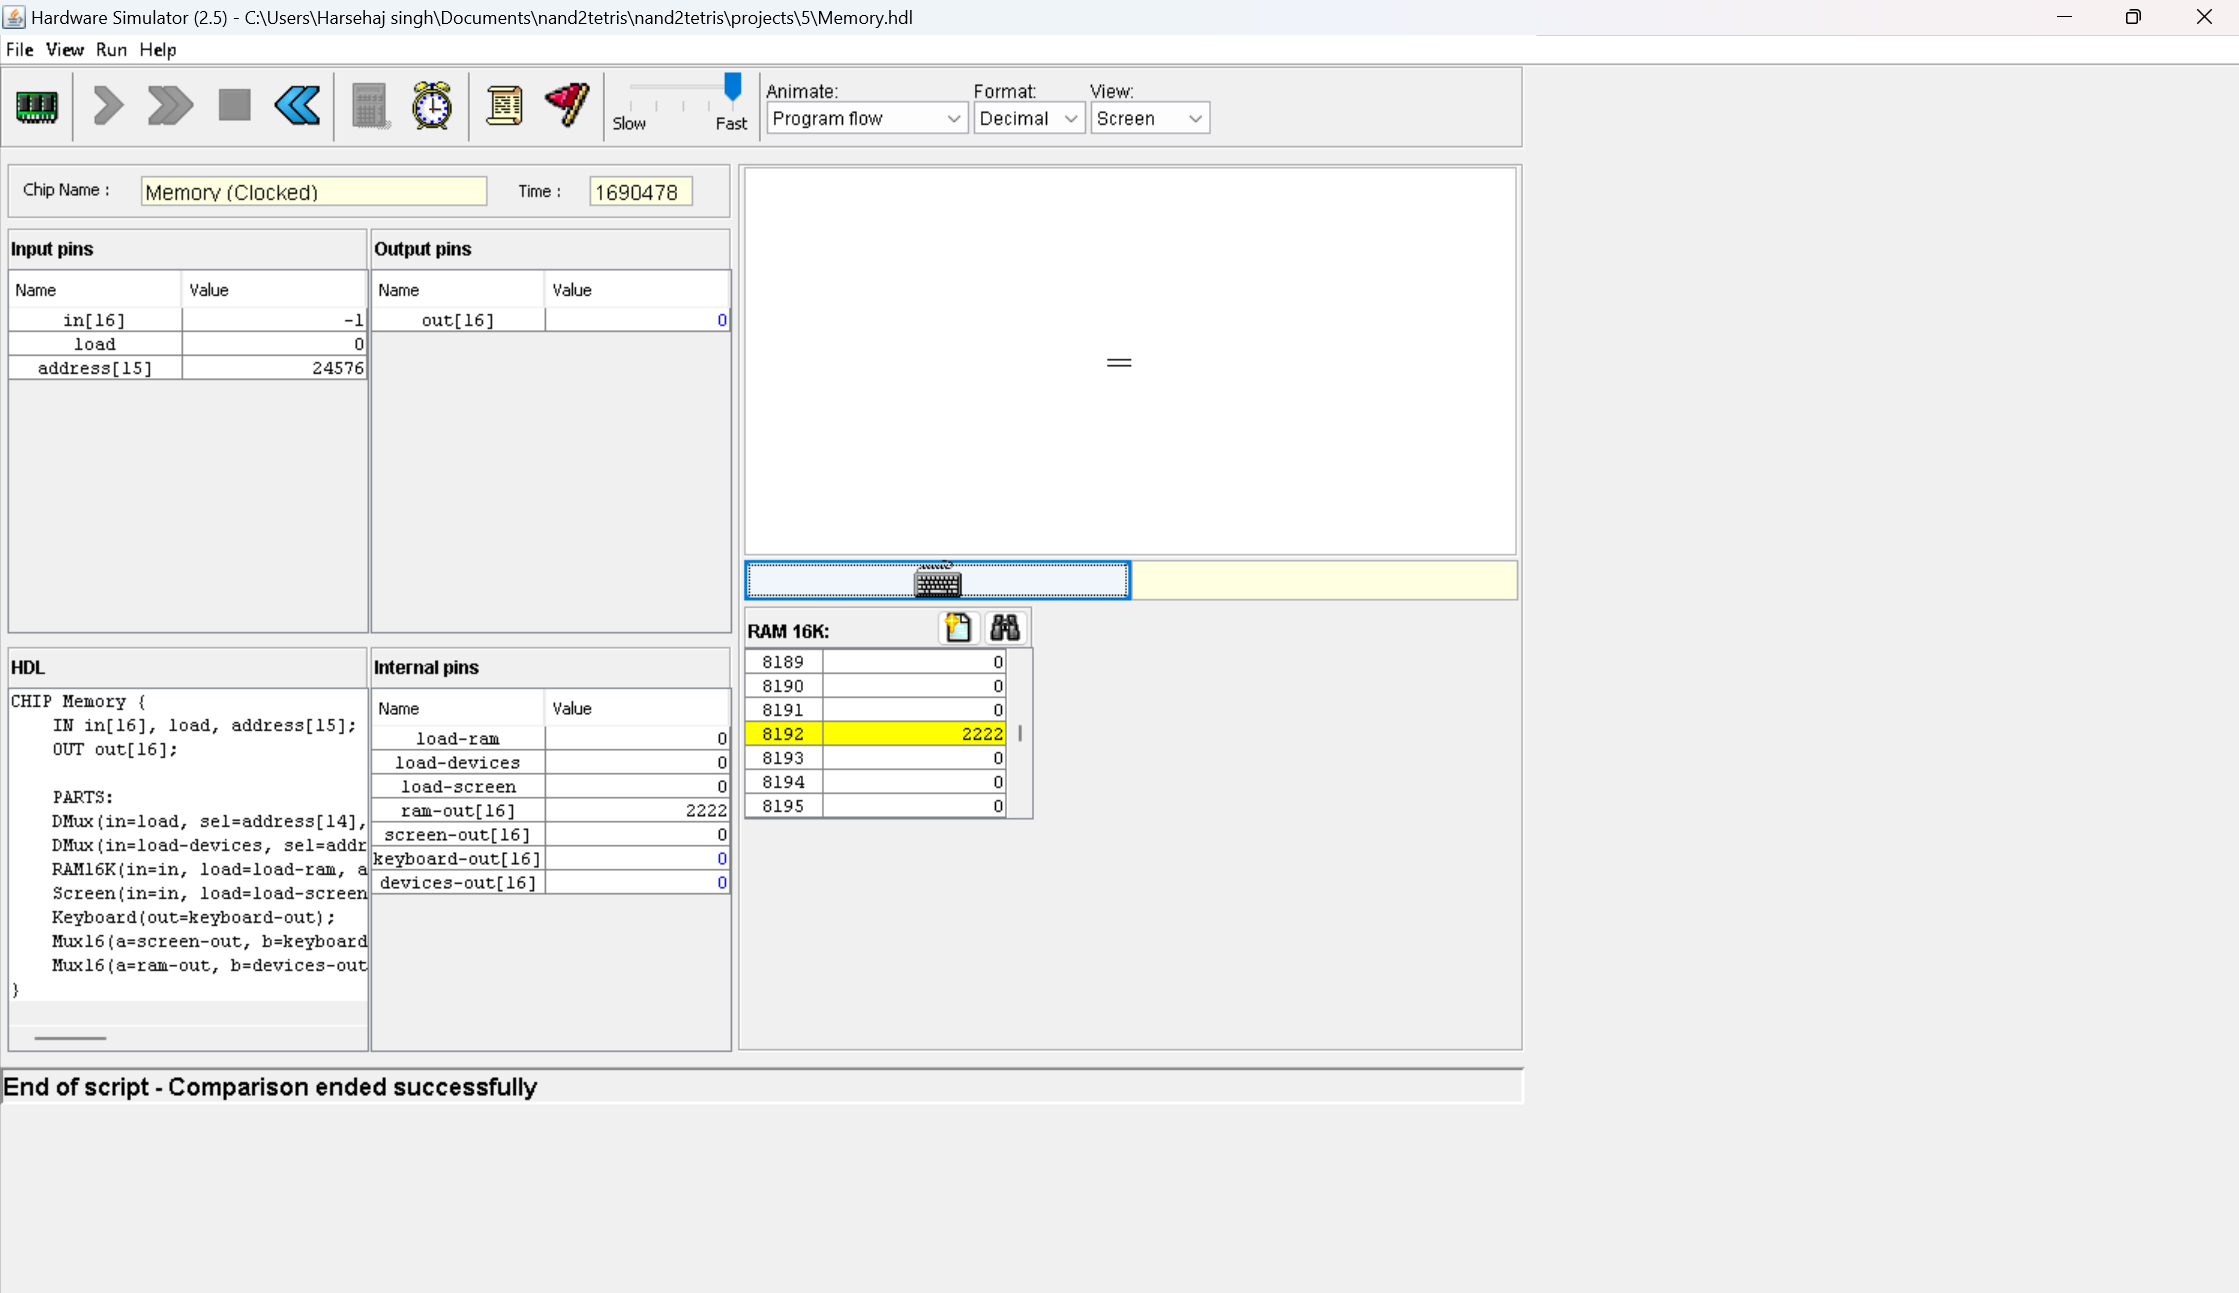 Hardware Simulator (2.5) - C:\Users\Harsehaj singh\Documents\nand2tetris\nand2tetris\projects\5\Memory.hdl
File View Run Help
Slow Fast
Animate: Format: View:
Program flow Decimal Screen
Chip Name : Memory (Clocked) Time : 1690478
Input pins
Name Value
in[16] -1
load 0
address[15] 24576
Output pins
Name Value
out[16] 0
HDL
CHIP Memory {
IN in[16], load, address[15];
OUT out[16];
PARTS:
DMux(in=load, sel=address[14],
DMux(in=load-devices, sel=addr
RAM16K(in=in, load=load-ram, a
Screen(in=in, load=load-screen
Keyboard(out=keyboard-out);
Mux16(a=screen-out, b=keyboard
Mux16(a=ram-out, b=devices-out
}
Internal pins
Name Value
load-ram 0
load-devices 0
load-screen 0
ram-out[16] 2222
screen-out[16] 0
keyboard-out[16] 0
devices-out[16] 0
RAM 16K:
8189 0
8190 0
8191 0
8192 2222
8193 0
8194 0
8195 0
End of script - Comparison ended successfully